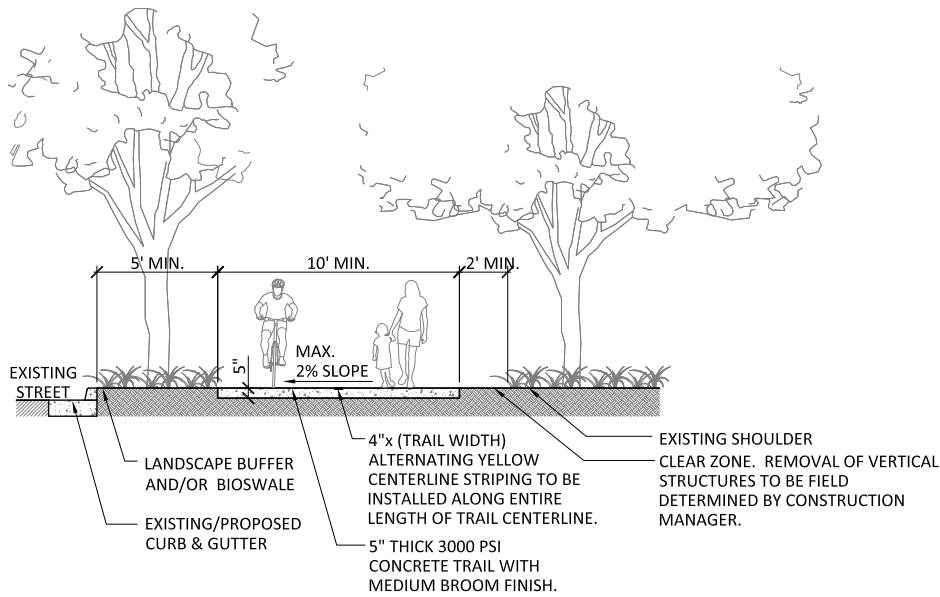 5' MIN.
10' MIN.
2' MIN.
5"
MAX.
2% SLOPE
EXISTING
STREET
LANDSCAPE BUFFER
AND/OR BIOSWALE
EXISTING/PROPOSED
CURB & GUTTER
4"x (TRAIL WIDTH)
ALTERNATING YELLOW
CENTERLINE STRIPING TO BE
INSTALLED ALONG ENTIRE
LENGTH OF TRAIL CENTERLINE.
5" THICK 3000 PSI
CONCRETE TRAIL WITH
MEDIUM BROOM FINISH.
EXISTING SHOULDER
CLEAR ZONE. REMOVAL OF VERTICAL
STRUCTURES TO BE FIELD
DETERMINED BY CONSTRUCTION
MANAGER.